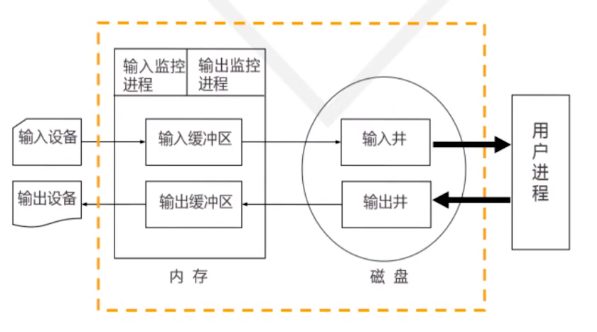 输入监控
进程
输出监控
进程
输入设备
输入缓冲区
输入井
用户进程
输出设备
输出缓冲区
输出井
内 存
磁 盘